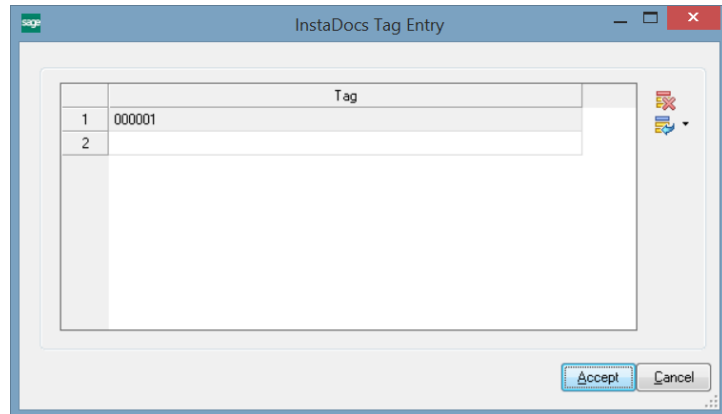 sage
InstaDocs Tag Entry
Tag
1 000001
2
Accept Cancel